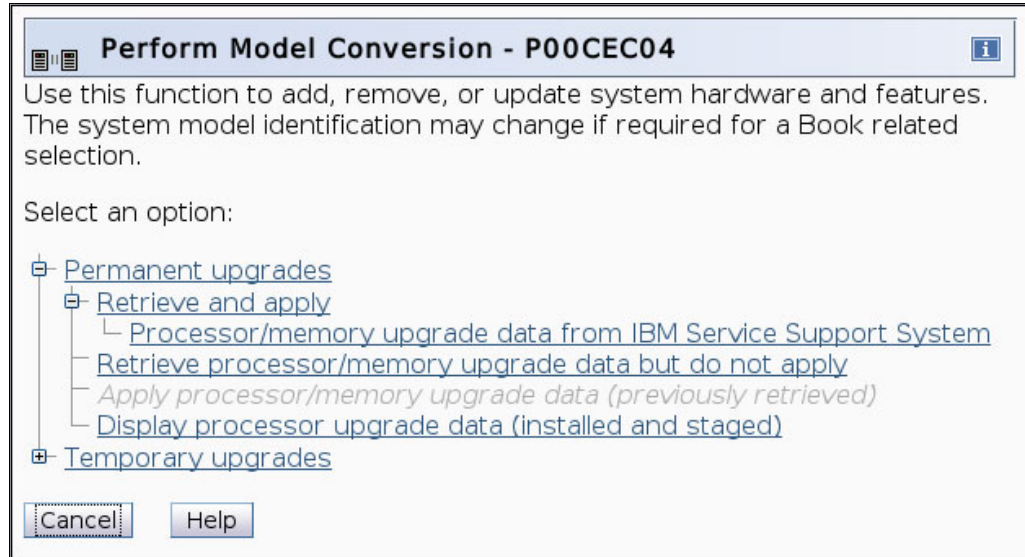 Perform Model Conversion - P00CEC04
i
Use this function to add, remove, or update system hardware and features.
The system model identification may change if required for a Book related
selection.
Select an option:
Permanent upgrades
Retrieve and apply
Processor/memory upgrade data from IBM Service Support System
Retrieve processor/memory upgrade data but do not apply
Apply processor/memory upgrade data (previously retrieved)
Display processor upgrade data (installed and staged)
Temporary upgrades
Cancel Help